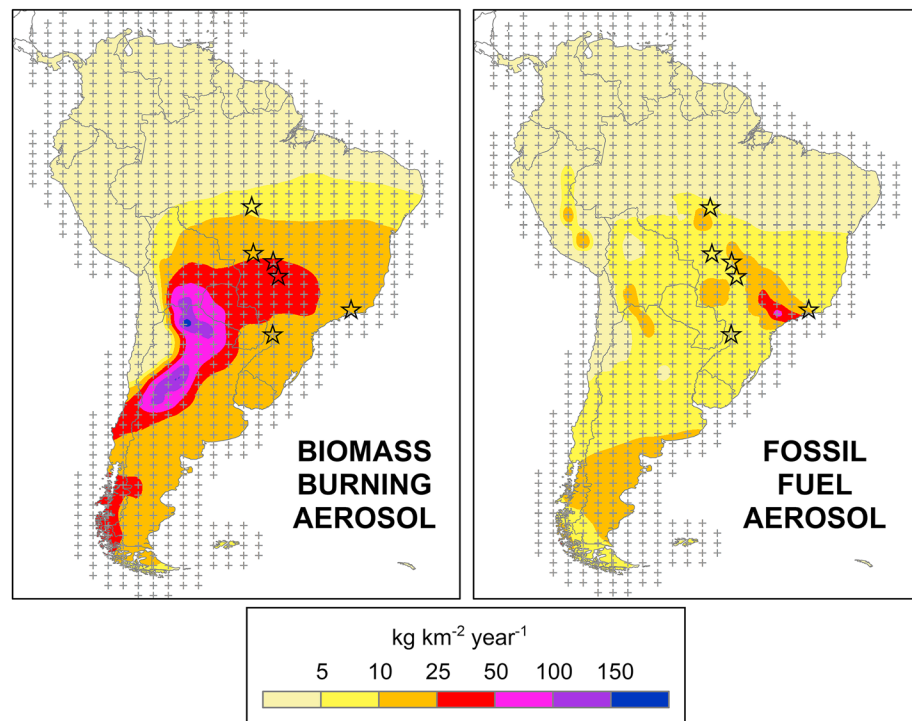 BIOMASS
BURNING
AEROSOL
FOSSIL
FUEL
AEROSOL
kg km⁻² year⁻¹
5 10 25 50 100 150